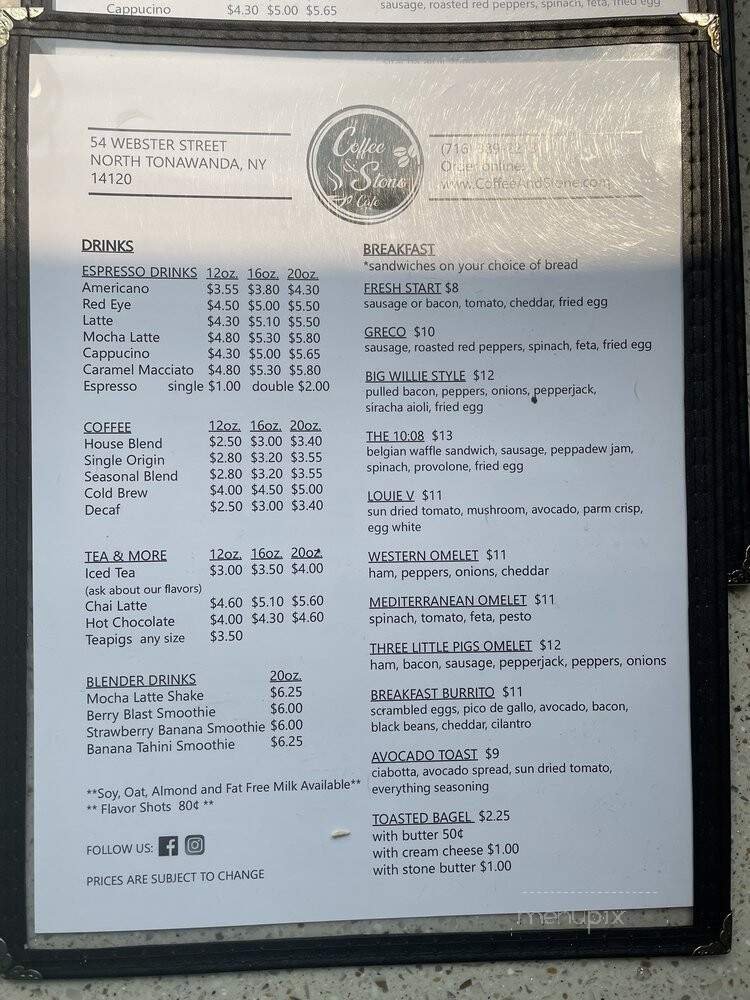 Cappucino $4.30 $5.00 $5.65
sausage, roasted red peppers, spinach, feta, fried egg
54 WEBSTER STREET
NORTH TONAWANDA, NY
14120
Coffee
&
Stone
Cafe
(716)
Order online:
www.CoffeeAndStone.com
DRINKS
ESPRESSO DRINKS 12oz. 16oz. 20oz.
Americano $3.55 $3.80 $4.30
Red Eye $4.50 $5.00 $5.50
Latte $4.30 $5.10 $5.50
Mocha Latte $4.80 $5.30 $5.80
Cappucino $4.30 $5.00 $5.65
Caramel Macciato $4.80 $5.30 $5.80
Espresso single $1.00 double $2.00
COFFEE 12oz. 16oz. 20oz.
House Blend $2.50 $3.00 $3.40
Single Origin $2.80 $3.20 $3.55
Seasonal Blend $2.80 $3.20 $3.55
Cold Brew $4.00 $4.50 $5.00
Decaf $2.50 $3.00 $3.40
TEA & MORE 12oz. 16oz. 20oz.
Iced Tea $3.00 $3.50 $4.00
(ask about our flavors)
Chai Latte $4.60 $5.10 $5.60
Hot Chocolate $4.00 $4.30 $4.60
Teapigs any size $3.50
BLENDER DRINKS 20oz.
Mocha Latte Shake $6.25
Berry Blast Smoothie $6.00
Strawberry Banana Smoothie $6.00
Banana Tahini Smoothie $6.25
**Soy, Oat, Almond and Fat Free Milk Available**
** Flavor Shots 80¢ **
FOLLOW US:
PRICES ARE SUBJECT TO CHANGE
BREAKFAST
*sandwiches on your choice of bread
FRESH START $8
sausage or bacon, tomato, cheddar, fried egg
GRECO $10
sausage, roasted red peppers, spinach, feta, fried egg
BIG WILLIE STYLE $12
pulled bacon, peppers, onions, pepperjack,
siracha aioli, fried egg
THE 10:08 $13
belgian waffle sandwich, sausage, peppadew jam,
spinach, provolone, fried egg
LOUIE V $11
sun dried tomato, mushroom, avocado, parm crisp,
egg white
WESTERN OMELET $11
ham, peppers, onions, cheddar
MEDITERRANEAN OMELET $11
spinach, tomato, feta, pesto
THREE LITTLE PIGS OMELET $12
ham, bacon, sausage, pepperjack, peppers, onions
BREAKFAST BURRITO $11
scrambled eggs, pico de gallo, avocado, bacon,
black beans, cheddar, cilantro
AVOCADO TOAST $9
ciabotta, avocado spread, sun dried tomato,
everything seasoning
TOASTED BAGEL $2.25
with butter 50¢
with cream cheese $1.00
with stone butter $1.00
menupix